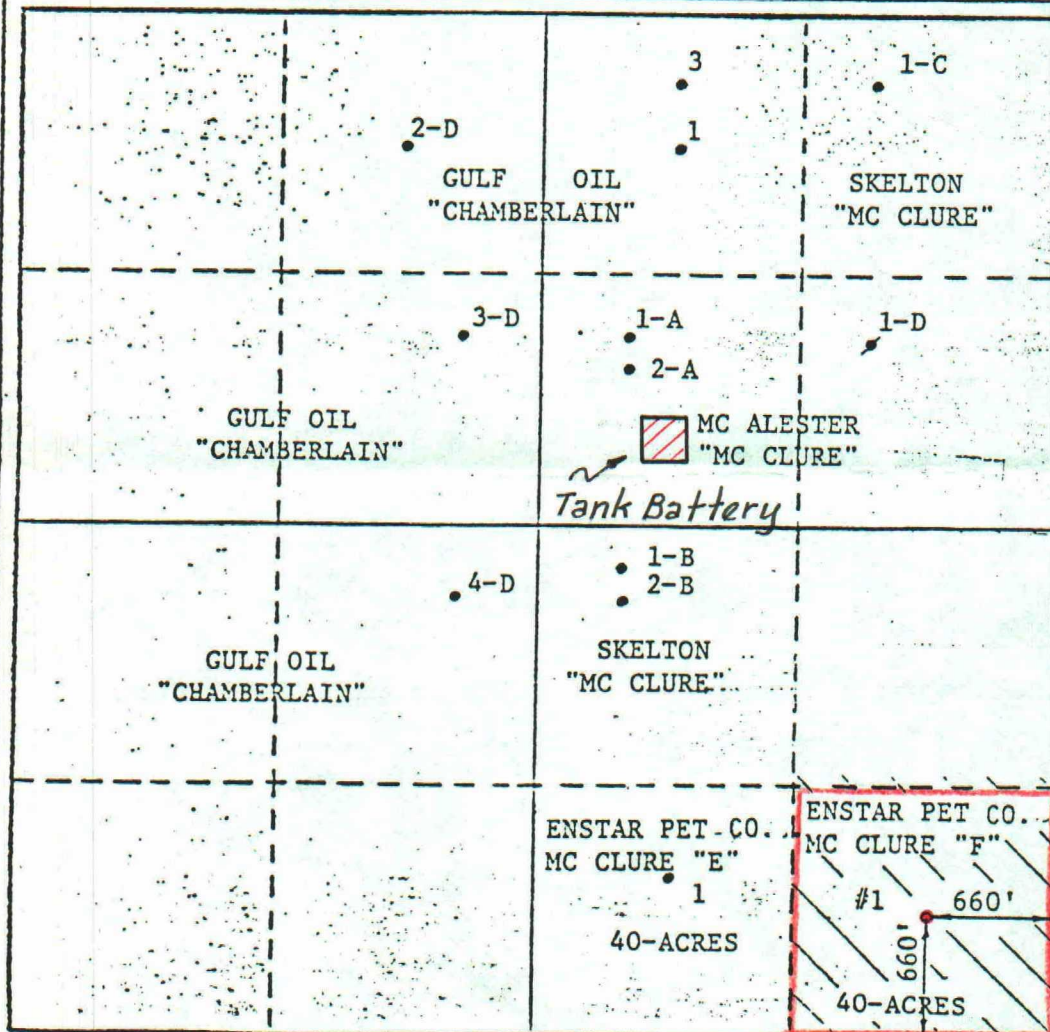 3
1-C
2-D
1
GULF OIL
"CHAMBERLAIN"
SKELTON
"MC CLURE"
3-D
1-A
1-D
2-A
GULF OIL
"CHAMBERLAIN"
MC ALESTER
"MC CLURE"
Tank Battery
1-B
4-D
2-B
GULF OIL
"CHAMBERLAIN"
SKELTON
"MC CLURE"
ENSTAR PET CO.
MC CLURE "E"
1
40-ACRES
ENSTAR PET CO.
MC CLURE "F"
#1
660'
660'
40-ACRES